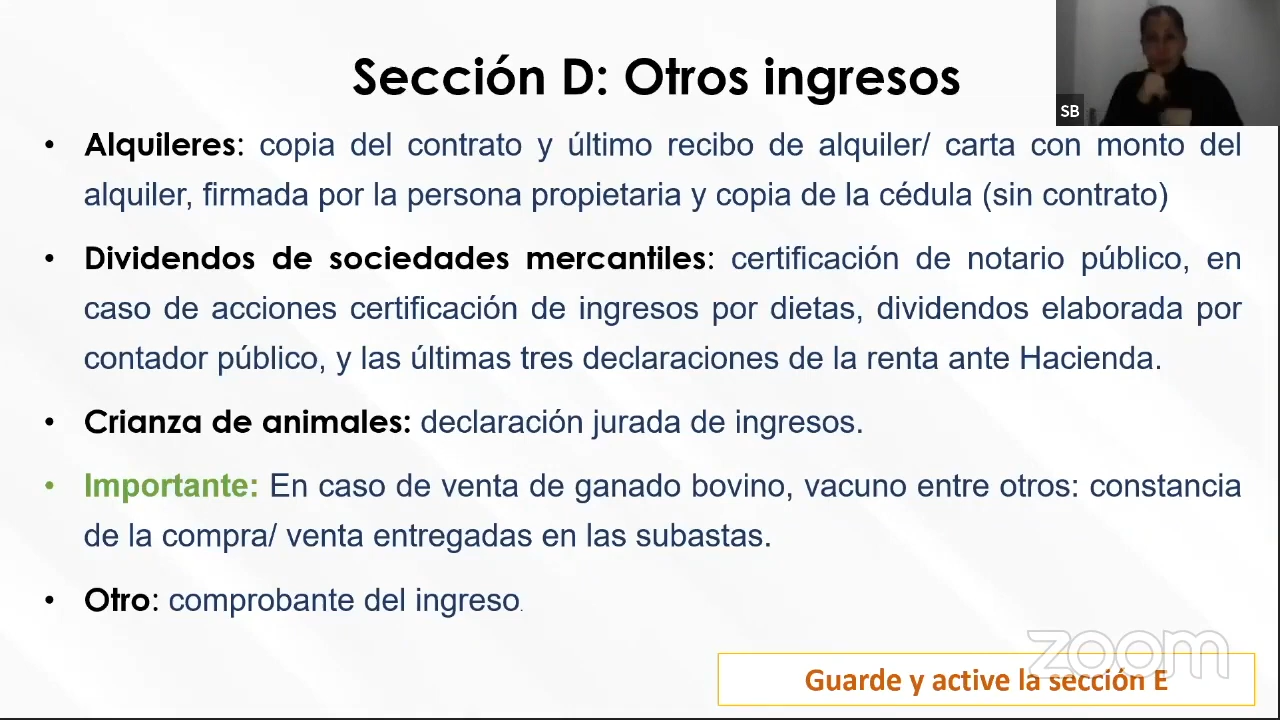 Sección D: Otros ingresos
SB
• Alquileres: copia del contrato y último recibo de alquiler/ carta con monto del
alquiler, firmada por la persona propietaria y copia de la cédula (sin contrato)
• Dividendos de sociedades mercantiles: certificación de notario público, en
caso de acciones certificación de ingresos por dietas, dividendos elaborada por
contador público, y las últimas tres declaraciones de la renta ante Hacienda.
• Crianza de animales: declaración jurada de ingresos.
• Importante: En caso de venta de ganado bovino, vacuno entre otros: constancia
de la compra/ venta entregadas en las subastas.
• Otro: comprobante del ingreso.
zoom
Guarde y active la sección E